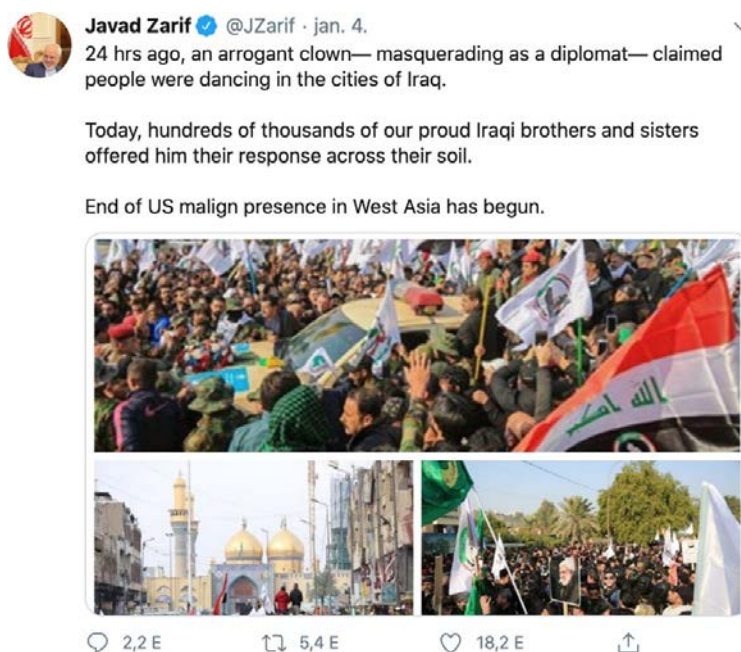 Javad Zarif @JZarif · jan. 4.
24 hrs ago, an arrogant clown— masquerading as a diplomat— claimed
people were dancing in the cities of Iraq.
Today, hundreds of thousands of our proud Iraqi brothers and sisters
offered him their response across their soil.
End of US malign presence in West Asia has begun.
الله اكبر
2,2 E 5,4 E 18,2 E